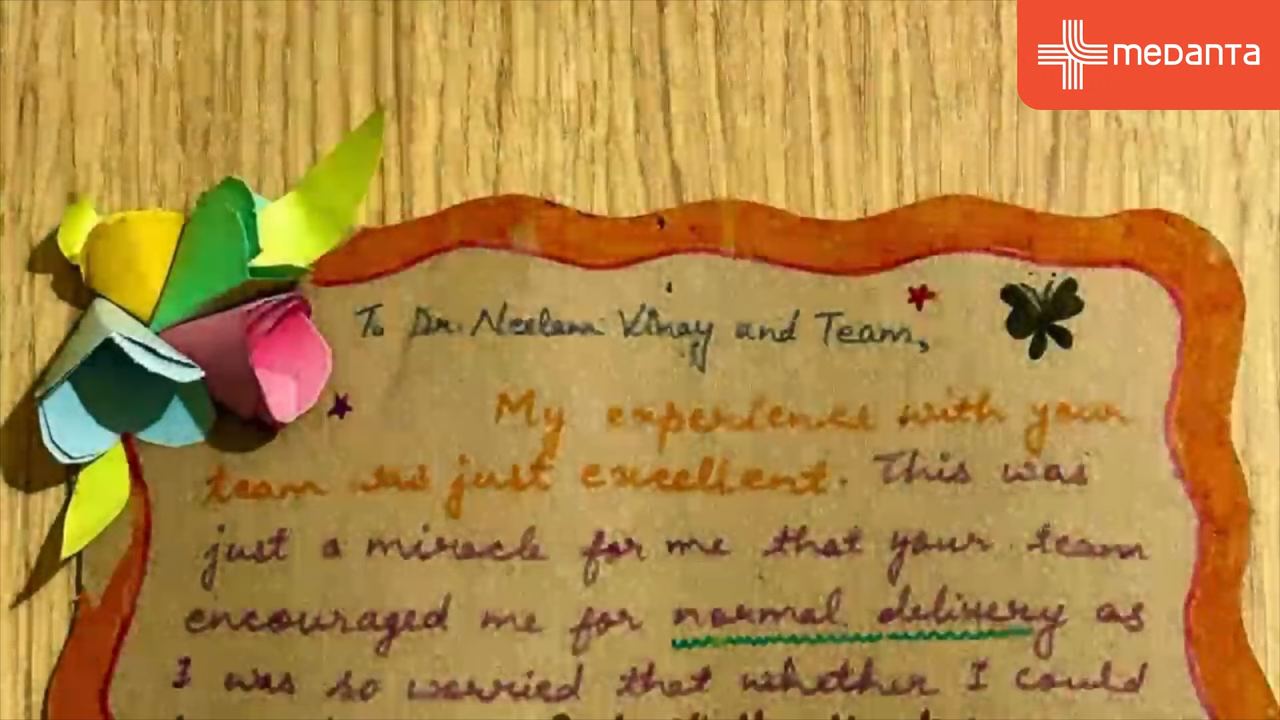 meDanTa
To Dr. Neelam Vinay and Team,
My experience with your
team was just excellent. This was
just a miracle for me that your team
encouraged me for normal delivery as
I was so worried that whether I could